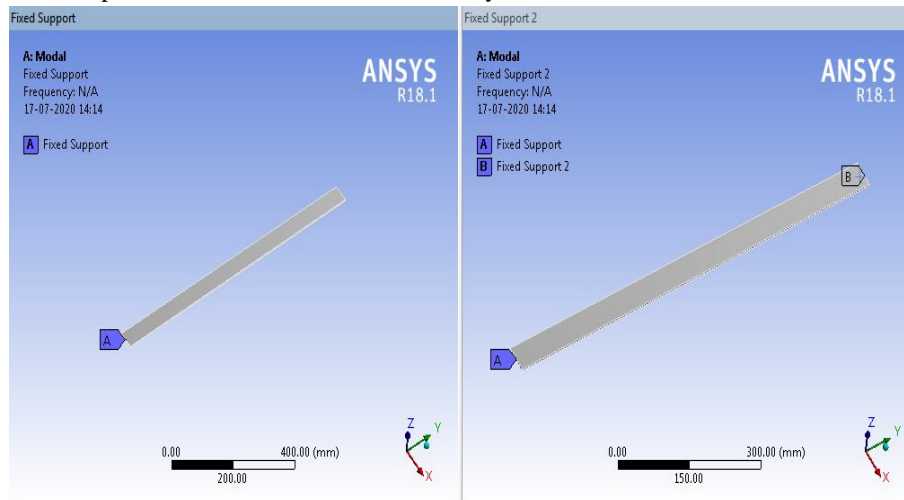 Fixed Support
A: Modal
Fixed Support
Frequency: N/A
17-07-2020 14:14
A Fixed Support
ANSYS
R18.1
A
0.00 400.00 (mm)
200.00
Z
Y
X
Fixed Support 2
A: Modal
Fixed Support 2
Frequency: N/A
17-07-2020 14:14
A Fixed Support
B Fixed Support 2
ANSYS
R18.1
B
A
0.00 300.00 (mm)
150.00
Z
Y
X